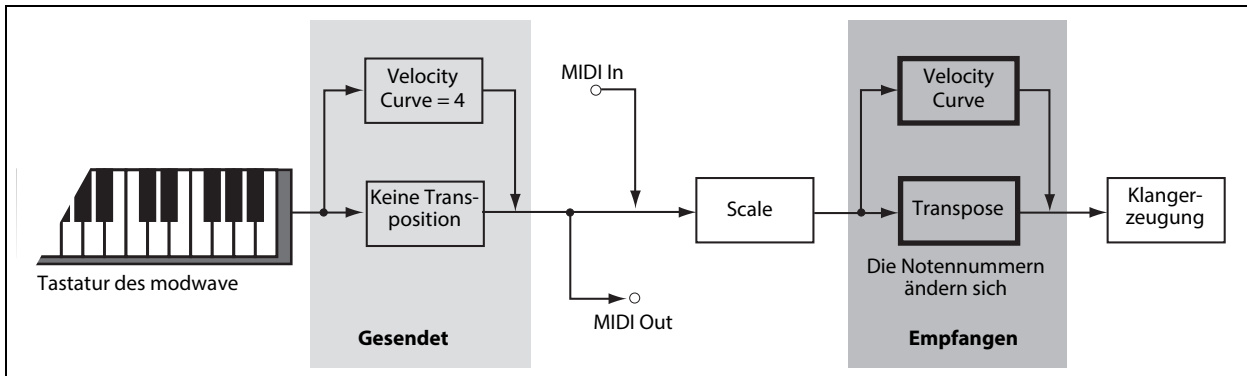 Tastatur des modwave
Velocity
Curve = 4
Keine Trans-
position
Gesendet
MIDI In
MIDI Out
Scale
Velocity
Curve
Transpose
Die Notennummern
ändern sich
Empfangen
Klanger-
zeugung